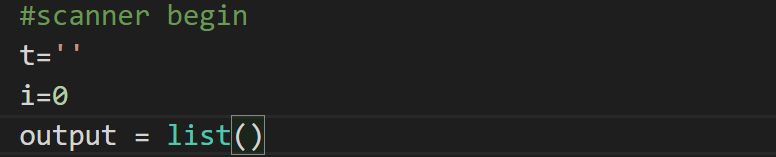 #scanner begin
t=''
i=0
output = list()